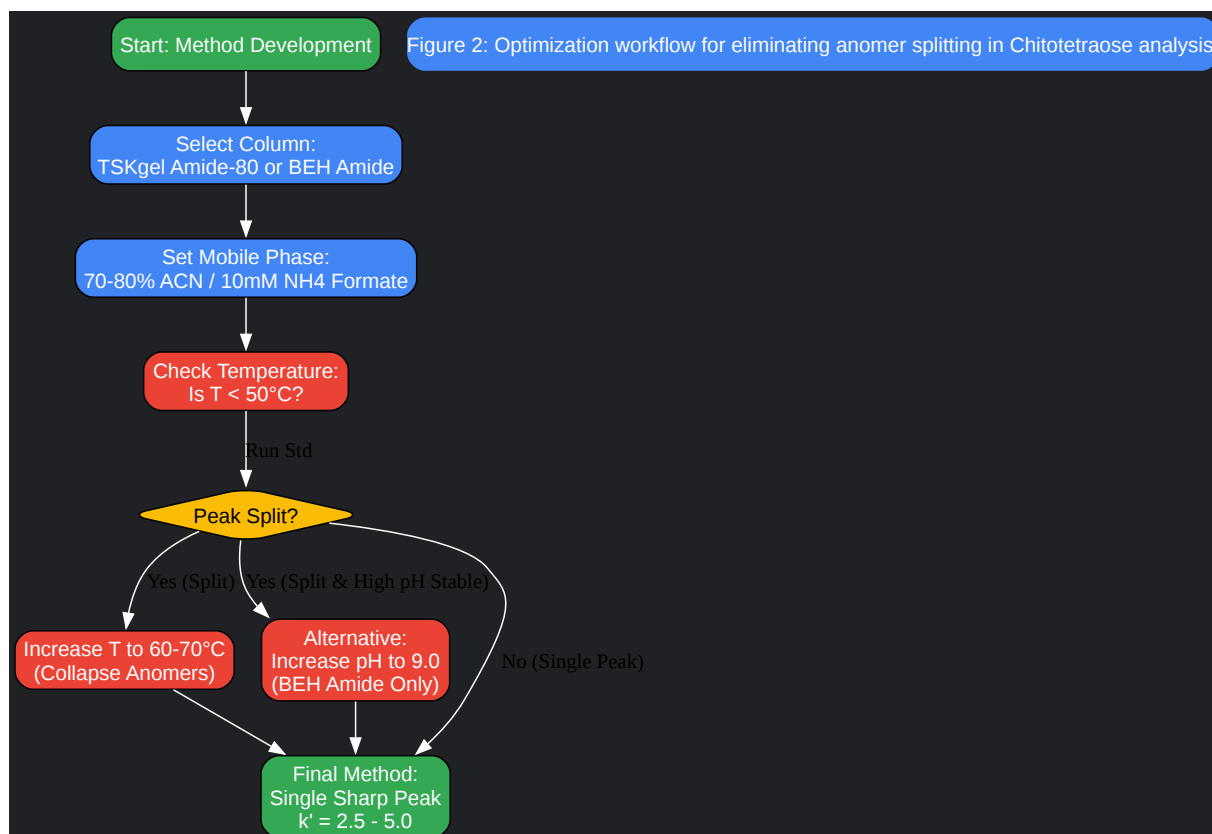 Start: Method Development
Figure 2: Optimization workflow for eliminating anomer splitting in Chitotetraose analysis
Select Column:
TSKgel Amide-80 or BEH Amide
Set Mobile Phase:
70-80% ACN / 10mM NH4 Formate
Check Temperature:
Is T < 50°C?
Run Std
Peak Split?
Yes (Split)
Yes (Split & High pH Stable)
No (Single Peak)
Increase T to 60-70°C
(Collapse Anomers)
Alternative:
Increase pH to 9.0
(BEH Amide Only)
Final Method:
Single Sharp Peak
k' = 2.5 - 5.0